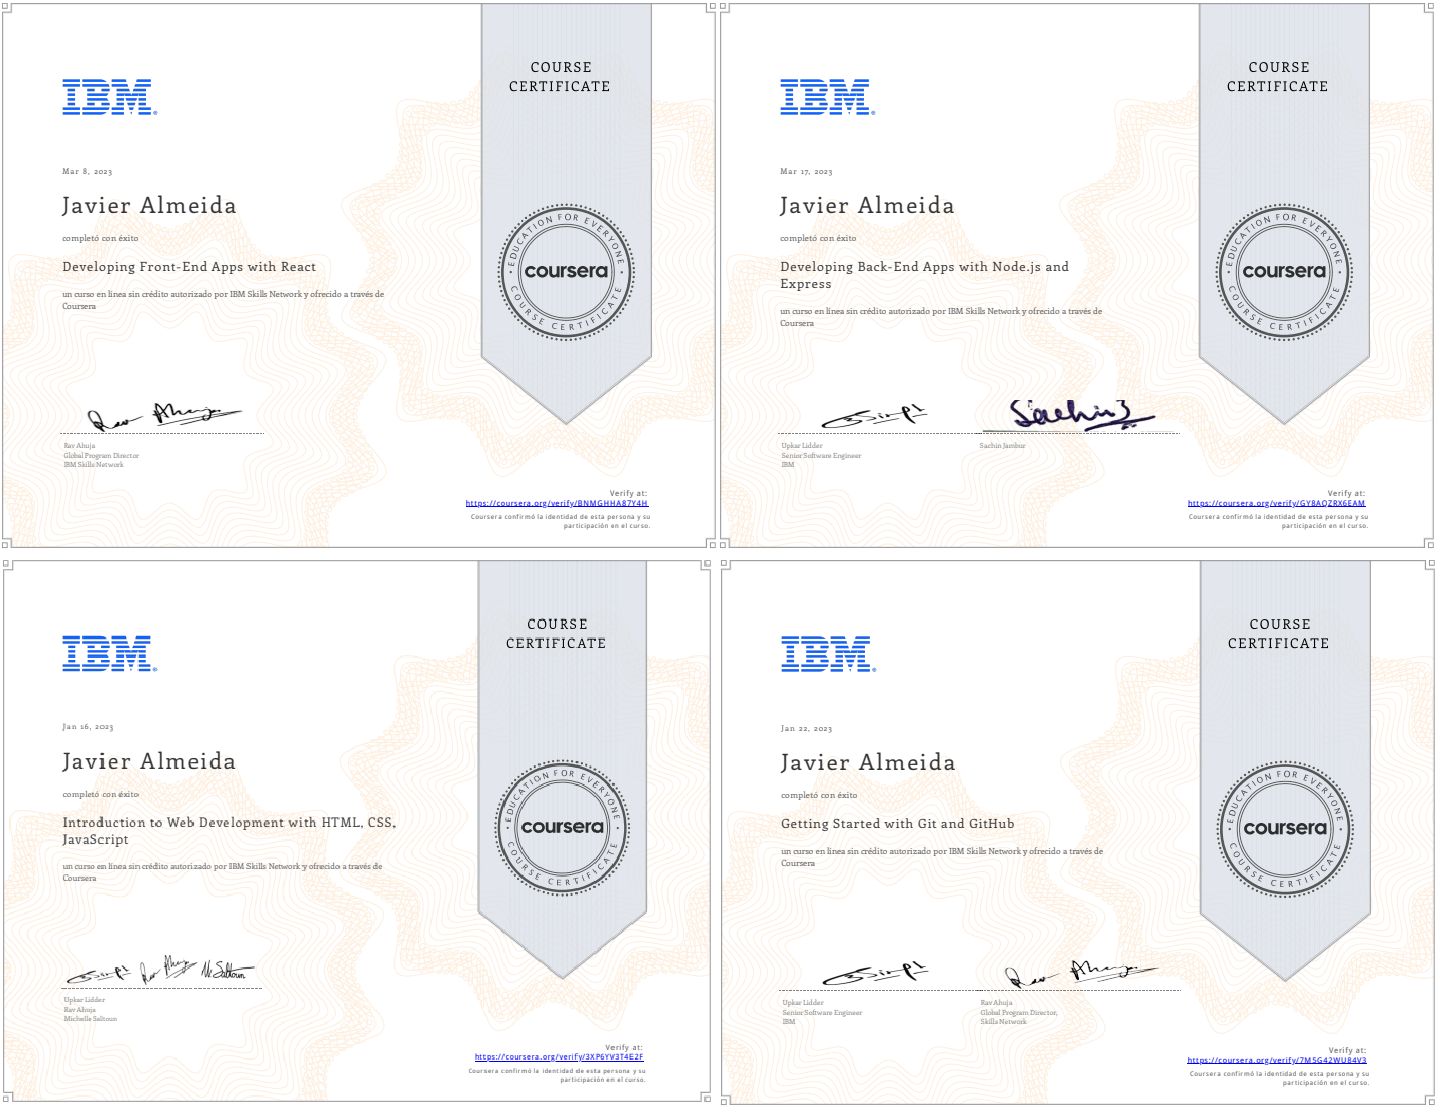 COURSE
CERTIFICATE
IBM®
Mar 8, 2023
Javier Almeida
completó con éxito
Developing Front-End Apps with React
un curso en línea sin crédito autorizado por IBM Skills Network y ofrecido a través de
Coursera
EDUCATION FOR EVERYONE
coursera
COURSE CERTIFICATE
Rav Ahuja
Global Program Director
IBM Skills Network
Verify at:
https://coursera.org/verify/BNMGHHA87Y4H
Coursera confirmó la identidad de esta persona y su
participación en el curso.
COURSE
CERTIFICATE
IBM®
Mar 17, 2023
Javier Almeida
completó con éxito
Developing Back-End Apps with Node.js and
Express
un curso en línea sin crédito autorizado por IBM Skills Network y ofrecido a través de
Coursera
EDUCATION FOR EVERYONE
coursera
COURSE CERTIFICATE
Sachin
Upkar Lidder
Senior Software Engineer
IBM
Sachin Jambur
Verify at:
https://coursera.org/verify/GY8AQZRX6EAM
Coursera confirmó la identidad de esta persona y su
participación en el curso.
COURSE
CERTIFICATE
IBM®
Jan 16, 2023
Javier Almeida
completó con éxito
Introduction to Web Development with HTML, CSS,
JavaScript
un curso en línea sin crédito autorizado por IBM Skills Network y ofrecido a través de
Coursera
EDUCATION FOR EVERYONE
coursera
COURSE CERTIFICATE
Upkar Lidder
Rav Ahuja
Michelle Saltoun
Verify at:
https://coursera.org/verify/3XP6YV3T4E2F
Coursera confirmó la identidad de esta persona y su
participación en el curso.
COURSE
CERTIFICATE
IBM®
Jan 22, 2023
Javier Almeida
completó con éxito
Getting Started with Git and GitHub
un curso en línea sin crédito autorizado por IBM Skills Network y ofrecido a través de
Coursera
EDUCATION FOR EVERYONE
coursera
COURSE CERTIFICATE
Upkar Lidder
Senior Software Engineer
IBM
Rav Ahuja
Global Program Director,
Skills Network
Verify at:
https://coursera.org/verify/7M5G42WU84V3
Coursera confirmó la identidad de esta persona y su
participación en el curso.